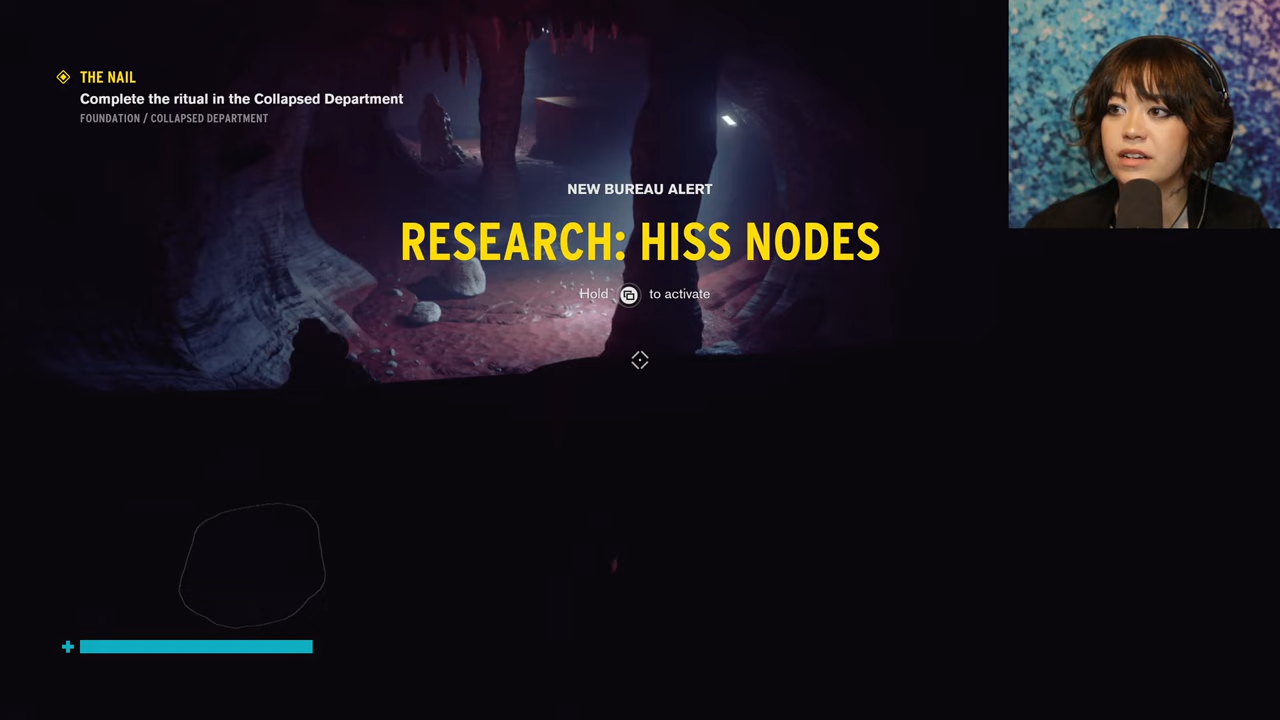 THE NAIL
Complete the ritual in the Collapsed Department
FOUNDATION / COLLAPSED DEPARTMENT
NEW BUREAU ALERT
RESEARCH: HISS NODES
Hold to activate